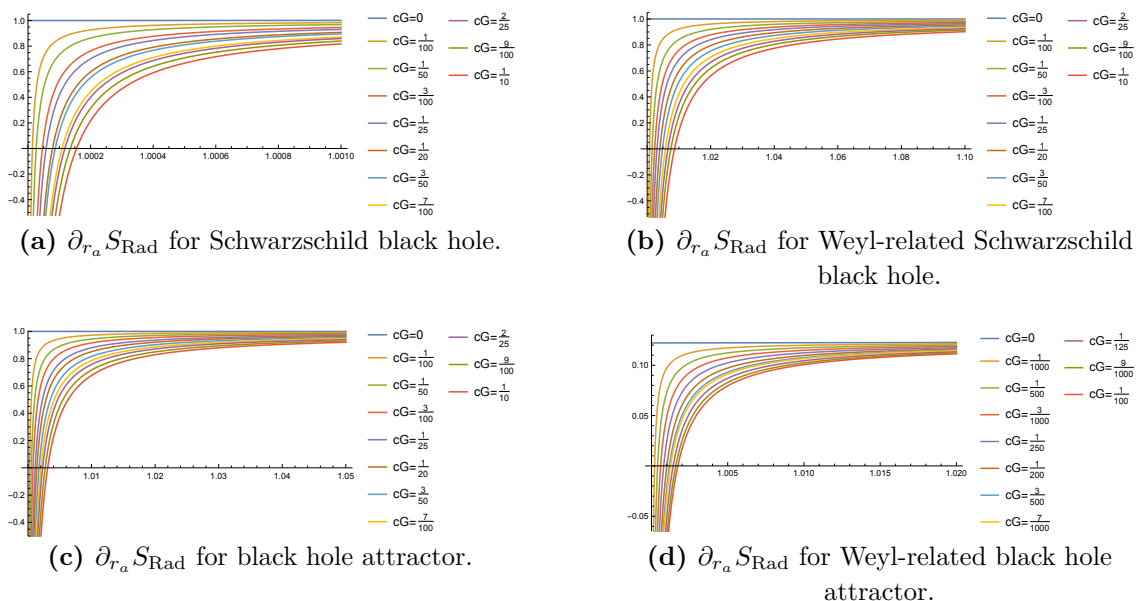 1.0
0.8
0.6
0.4
0.2
-0.2
-0.4
1.0002 1.0004 1.0006 1.0008 1.0010
cG=0
cG=1/100
cG=1/50
cG=3/100
cG=1/25
cG=1/20
cG=3/50
cG=7/100
cG=2/25
cG=9/100
cG=1/10
(a) ∂_{r_a} S_Rad for Schwarzschild black hole.
1.0
0.8
0.6
0.4
0.2
-0.2
-0.4
1.02 1.04 1.06 1.08 1.10
cG=0
cG=1/100
cG=1/50
cG=3/100
cG=1/25
cG=1/20
cG=3/50
cG=7/100
cG=2/25
cG=9/100
cG=1/10
(b) ∂_{r_a} S_Rad for Weyl-related Schwarzschild
black hole.
1.0
0.8
0.6
0.4
0.2
-0.2
-0.4
1.01 1.02 1.03 1.04 1.05
cG=0
cG=1/100
cG=1/50
cG=3/100
cG=1/25
cG=1/20
cG=3/50
cG=7/100
cG=2/25
cG=9/100
cG=1/10
(c) ∂_{r_a} S_Rad for black hole attractor.
0.10
0.05
-0.05
1.005 1.010 1.015 1.020
cG=0
cG=1/1000
cG=1/500
cG=3/1000
cG=1/250
cG=1/200
cG=3/500
cG=7/1000
cG=1/125
cG=9/1000
cG=1/100
(d) ∂_{r_a} S_Rad for Weyl-related black hole
attractor.